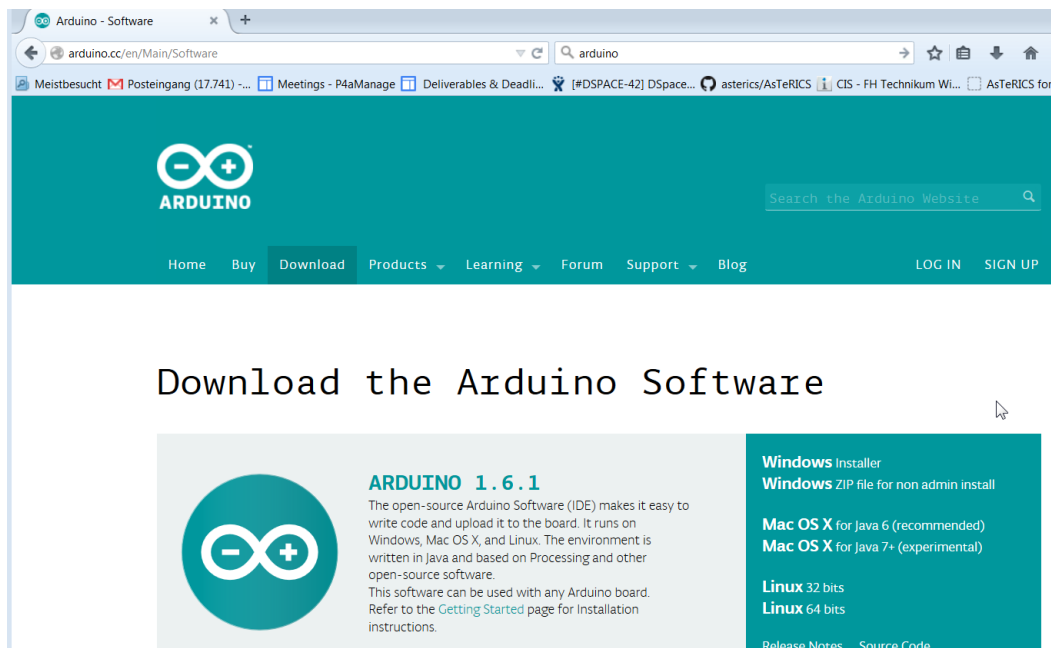 Arduino - Software × +
arduino.cc/en/Main/Software arduino
Meistbesucht Posteingang (17.741) -... Meetings - P4aManage Deliverables & Deadli... [#DSPACE-42] DSpace... asterics/AsTeRICS CIS - FH Technikum Wi... AsTeRICS for
ARDUINO
Search the Arduino Website
Home Buy Download Products Learning Forum Support Blog LOG IN SIGN UP
Download the Arduino Software
ARDUINO 1.6.1
The open-source Arduino Software (IDE) makes it easy to
write code and upload it to the board. It runs on
Windows, Mac OS X, and Linux. The environment is
written in Java and based on Processing and other
open-source software.
This software can be used with any Arduino board.
Refer to the Getting Started page for Installation
instructions.
Windows Installer
Windows ZIP file for non admin install
Mac OS X for Java 6 (recommended)
Mac OS X for Java 7+ (experimental)
Linux 32 bits
Linux 64 bits
Release Notes Source Code